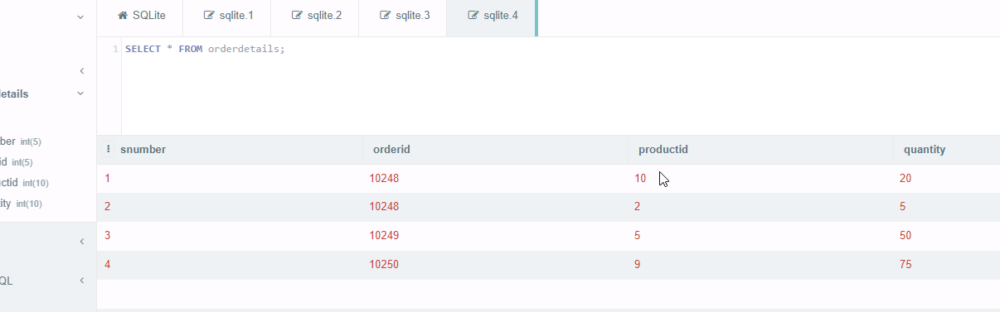 SQLite sqlite.1 sqlite.2 sqlite.3 sqlite.4
1 SELECT * FROM orderdetails;
etails
ber int(5)
id int(5)
uctid int(10)
ity int(10)
QL
snumber orderid productid quantity
1 10248 10 20
2 10248 2 5
3 10249 5 50
4 10250 9 75